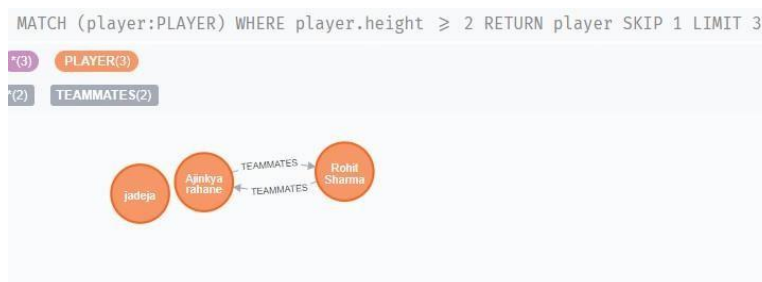 MATCH (player:PLAYER) WHERE player.height ⩾ 2 RETURN player SKIP 1 LIMIT 3
*(3) PLAYER(3)
*(2) TEAMMATES(2)
jadeja
Ajinkya
rahane
TEAMMATES
TEAMMATES
Rohit
Sharma